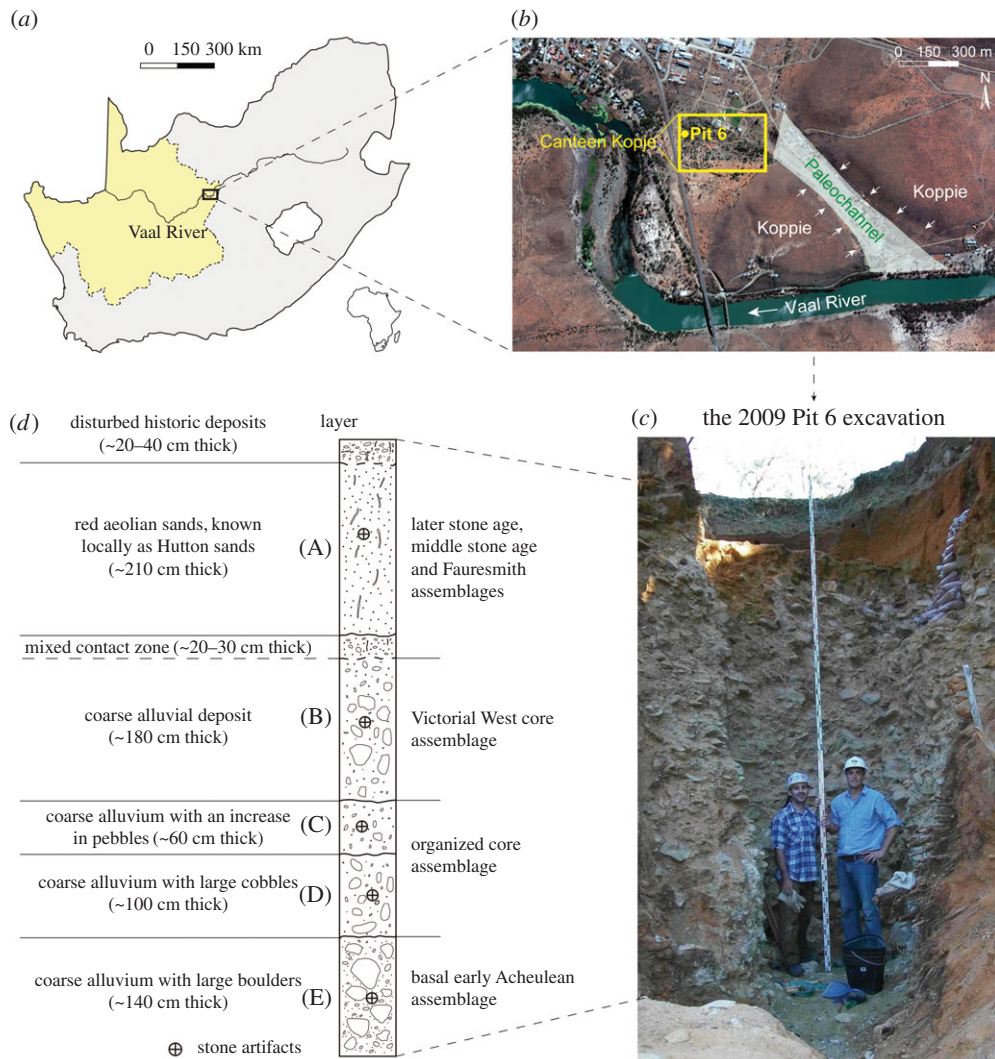 (a)
0 150 300 km
Vaal River
(b)
0 150 300 m
N
Pit 6
Canteen Kopje
Paleochannel
Koppie
Koppie
Vaal River
(c) the 2009 Pit 6 excavation
(d)
disturbed historic deposits
(~20–40 cm thick)
layer
red aeolian sands, known
locally as Hutton sands
(~210 cm thick)
(A)
later stone age,
middle stone age
and Fauresmith
assemblages
mixed contact zone (~20–30 cm thick)
coarse alluvial deposit
(~180 cm thick)
(B)
Victorial West core
assemblage
coarse alluvium with an increase
in pebbles (~60 cm thick)
(C)
organized core
assemblage
coarse alluvium with large cobbles
(~100 cm thick)
(D)
coarse alluvium with large boulders
(~140 cm thick)
(E)
basal early Acheulean
assemblage
stone artifacts